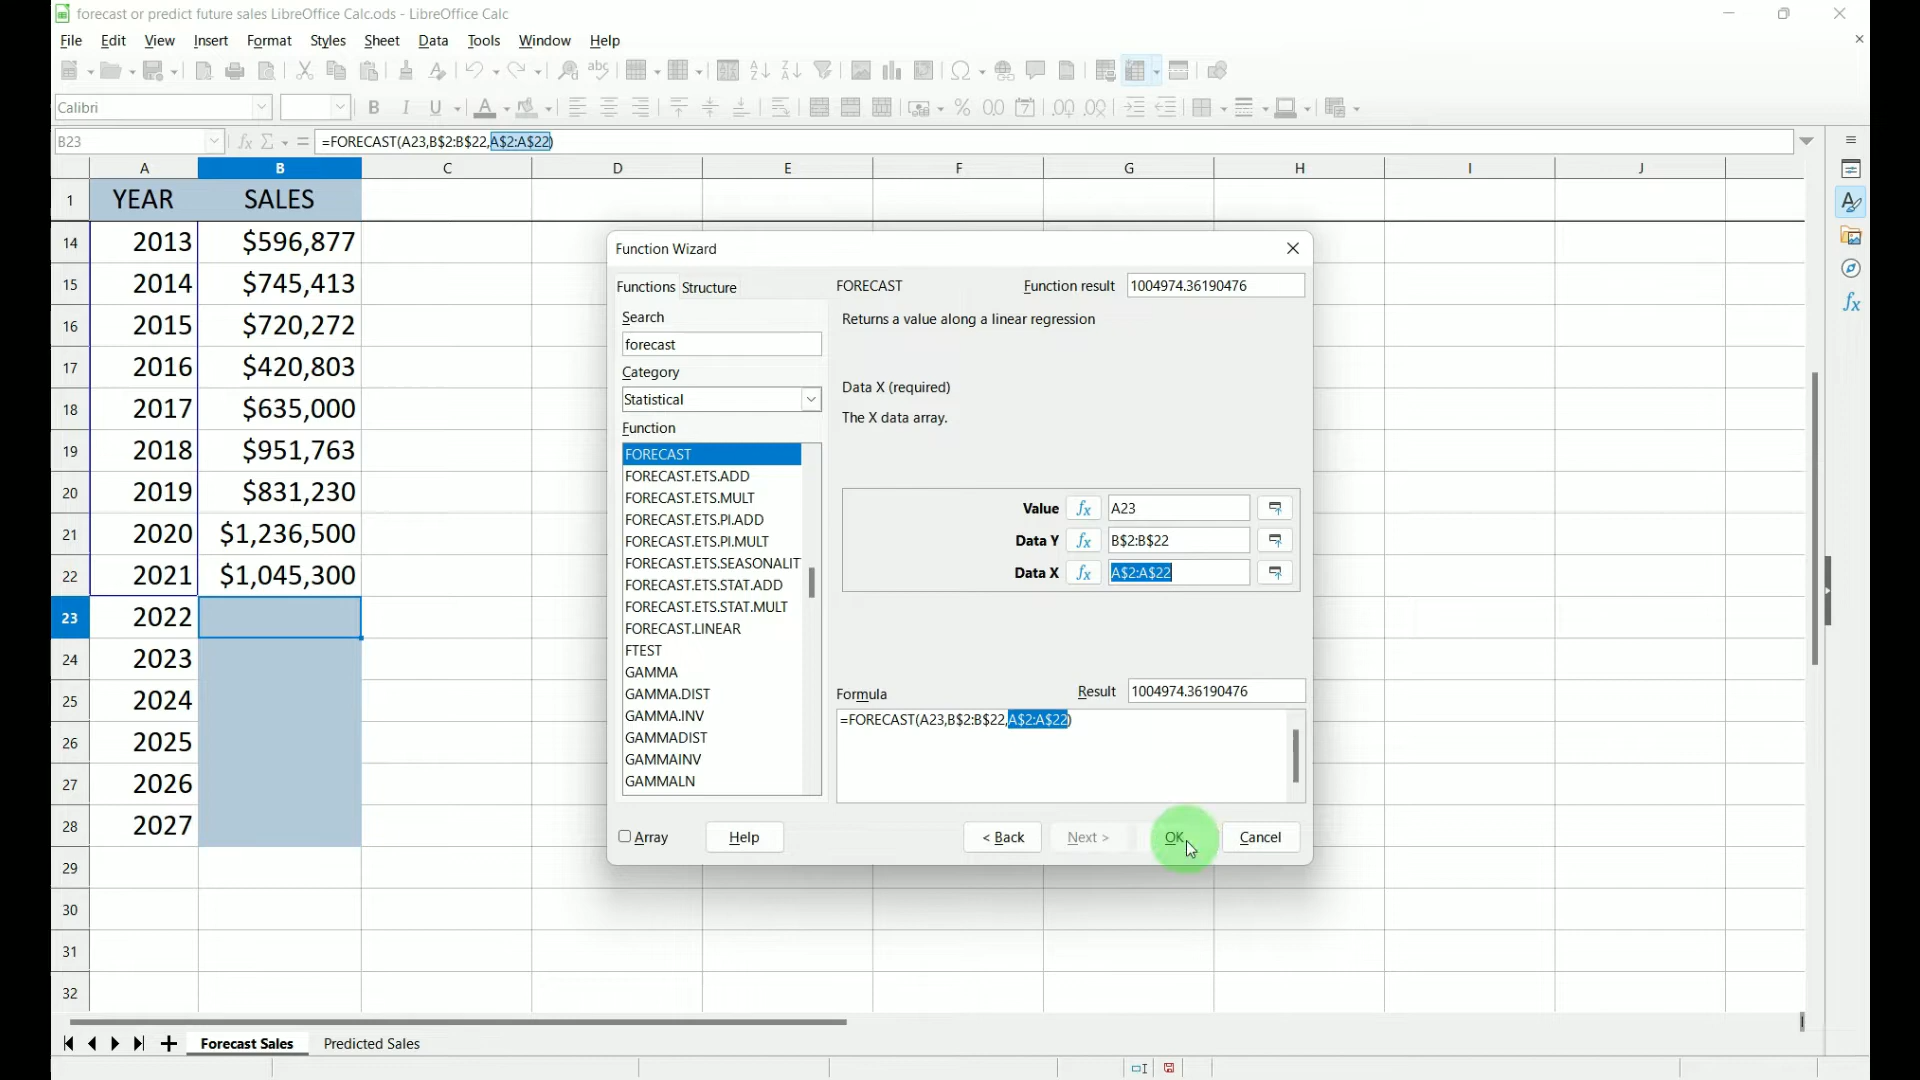 forecast or predict future sales LibreOffice Calc.ods - LibreOffice Calc
File Edit View Insert Format Styles Sheet Data Tools Window Help
Calibri
B23 =FORECAST(A23,B$2:B$22,A$2:A$22)
A B C D E F G H I J
1 YEAR SALES
14 2013 $596,877
15 2014 $745,413
16 2015 $720,272
17 2016 $420,803
18 2017 $635,000
19 2018 $951,763
20 2019 $831,230
21 2020 $1,236,500
22 2021 $1,045,300
23 2022
24 2023
25 2024
26 2025
27 2026
28 2027
29
30
31
32
Function Wizard
Functions Structure
FORECAST
Function result 1004974.36190476
Search
forecast
Category
Statistical
Function
FORECAST
FORECAST.ETS.ADD
FORECAST.ETS.MULT
FORECAST.ETS.PI.ADD
FORECAST.ETS.PI.MULT
FORECAST.ETS.SEASONALIT
FORECAST.ETS.STAT.ADD
FORECAST.ETS.STAT.MULT
FORECAST.LINEAR
FTEST
GAMMA
GAMMA.DIST
GAMMA.INV
GAMMADIST
GAMMAINV
GAMMALN
Returns a value along a linear regression
Data X (required)
The X data array.
Value fx A23
Data Y fx B$2:B$22
Data X fx A$2:A$22
Formula
Result 1004974.36190476
=FORECAST(A23,B$2:B$22,A$2:A$22)
Array Help < Back Next > OK Cancel
Forecast Sales Predicted Sales